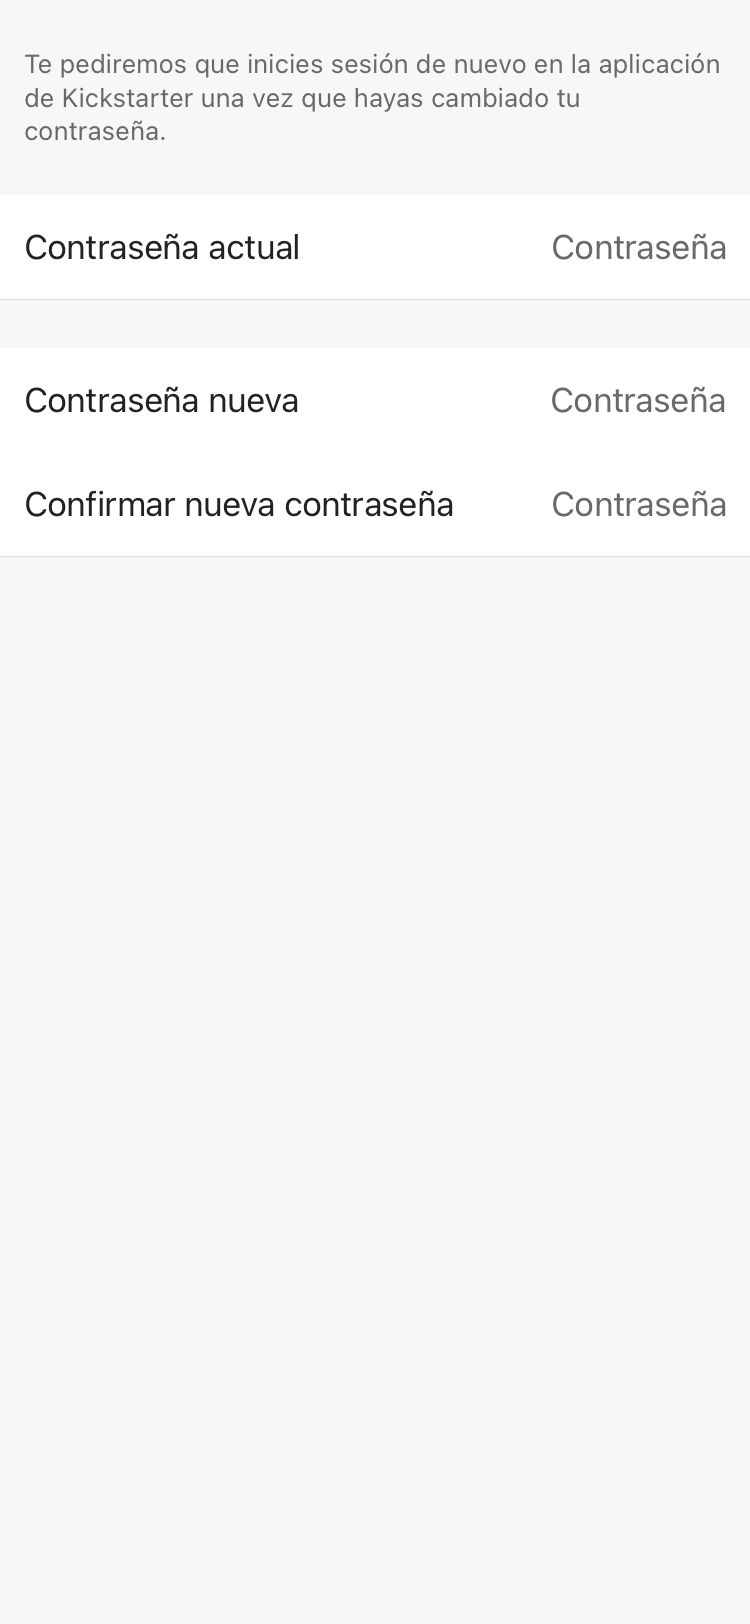 Te pediremos que inicies sesión de nuevo en la aplicación
de Kickstarter una vez que hayas cambiado tu
contraseña.
Contraseña actual Contraseña
Contraseña nueva Contraseña
Confirmar nueva contraseña Contraseña